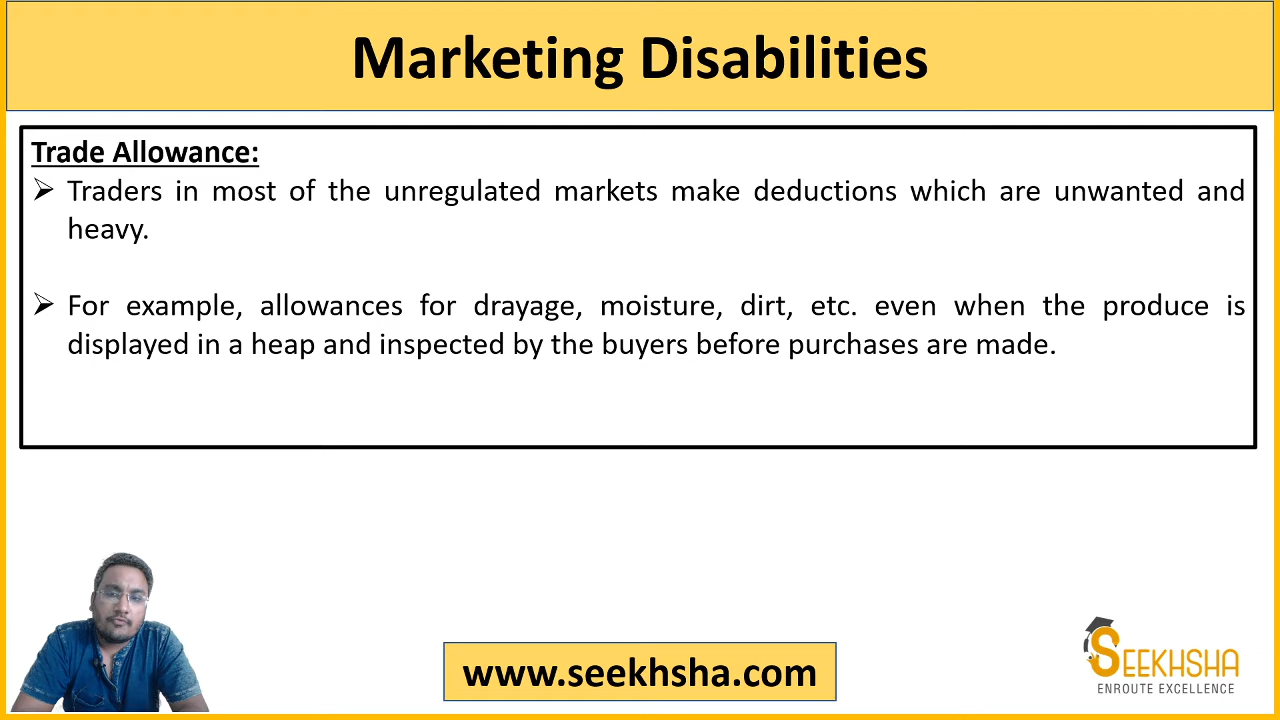 Marketing Disabilities
Trade Allowance:
➢ Traders in most of the unregulated markets make deductions which are unwanted and
heavy.
➢ For example, allowances for drayage, moisture, dirt, etc. even when the produce is
displayed in a heap and inspected by the buyers before purchases are made.
www.seekhsha.com
SEEKHSHA
ENROUTE EXCELLENCE